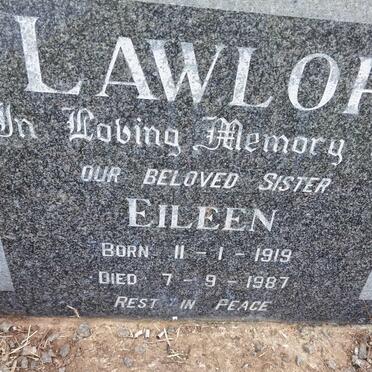 LAWLOR
In Loving Memory
OUR BELOVED SISTER
EILEEN
BORN 11-1-1919
DIED 7-9-1987
REST IN PEACE